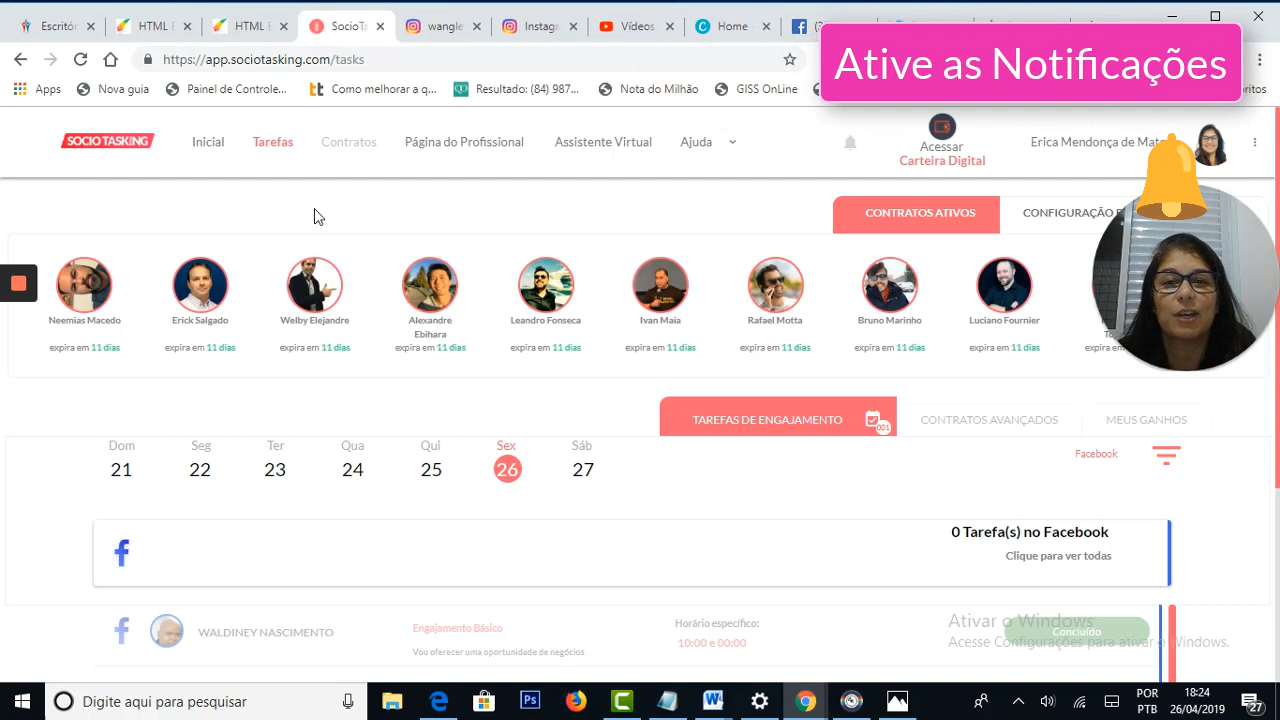 Escritó
HTML E
HTML E
SocioTa
wangle
Instag
Vídeos
Home -
https://app.sociotasking.com/tasks
Ative as Notificações
Apps
Nova guia
Painel de Controle...
Como melhorar a q...
Resultado: (84) 987...
Nota do Milhão
GISS OnLine
oritos
SOCIO TASKING
Inicial
Tarefas
Contratos
Página do Profissional
Assistente Virtual
Ajuda
Acessar
Carteira Digital
Erica Mendonça de Mat
CONTRATOS ATIVOS
CONFIGURAÇÃO
Neemias Macedo
expira em 11 dias
Erick Salgado
expira em 11 dias
Welby Elejandre
expira em 11 dias
Alexandre
Ebihara
expira em 11 dias
Leandro Fonseca
expira em 11 dias
Ivan Maia
expira em 11 dias
Rafael Motta
expira em 11 dias
Bruno Marinho
expira em 11 dias
Luciano Fournier
expira em 11 dias
expira em
TAREFAS DE ENGAJAMENTO
001
CONTRATOS AVANÇADOS
MEUS GANHOS
Dom Seg Ter Qua Qui Sex Sáb
21 22 23 24 25 26 27
Facebook
0 Tarefa(s) no Facebook
Clique para ver todas
WALDINEY NASCIMENTO
Engajamento Básico
Vou oferecer uma oportunidade de negócios
Horário específico:
10:00 e 00:00
Concluído
Ativar o Windows
Acesse Configurações para ativar o Windows.
Digite aqui para pesquisar
POR
PTB
18:24
26/04/2019
27